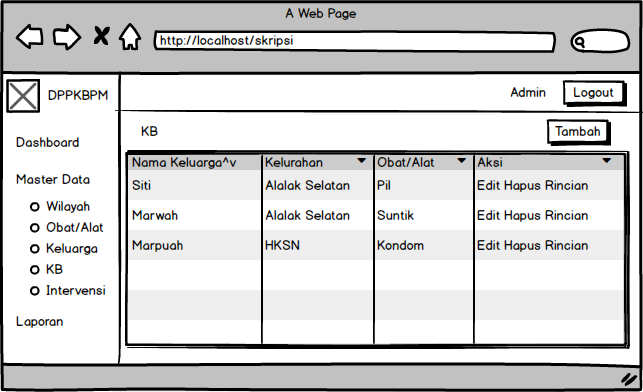 A Web Page
http://localhost/skripsi
DPPKBPM
Admin
Logout
Dashboard
Master Data
Wilayah
Obat/Alat
Keluarga
KB
Intervensi
Laporan
KB
Tambah
Nama Keluarga^v Kelurahan Obat/Alat Aksi
Siti Alalak Selatan Pil Edit Hapus Rincian
Marwah Alalak Selatan Suntik Edit Hapus Rincian
Marpuah HKSN Kondom Edit Hapus Rincian